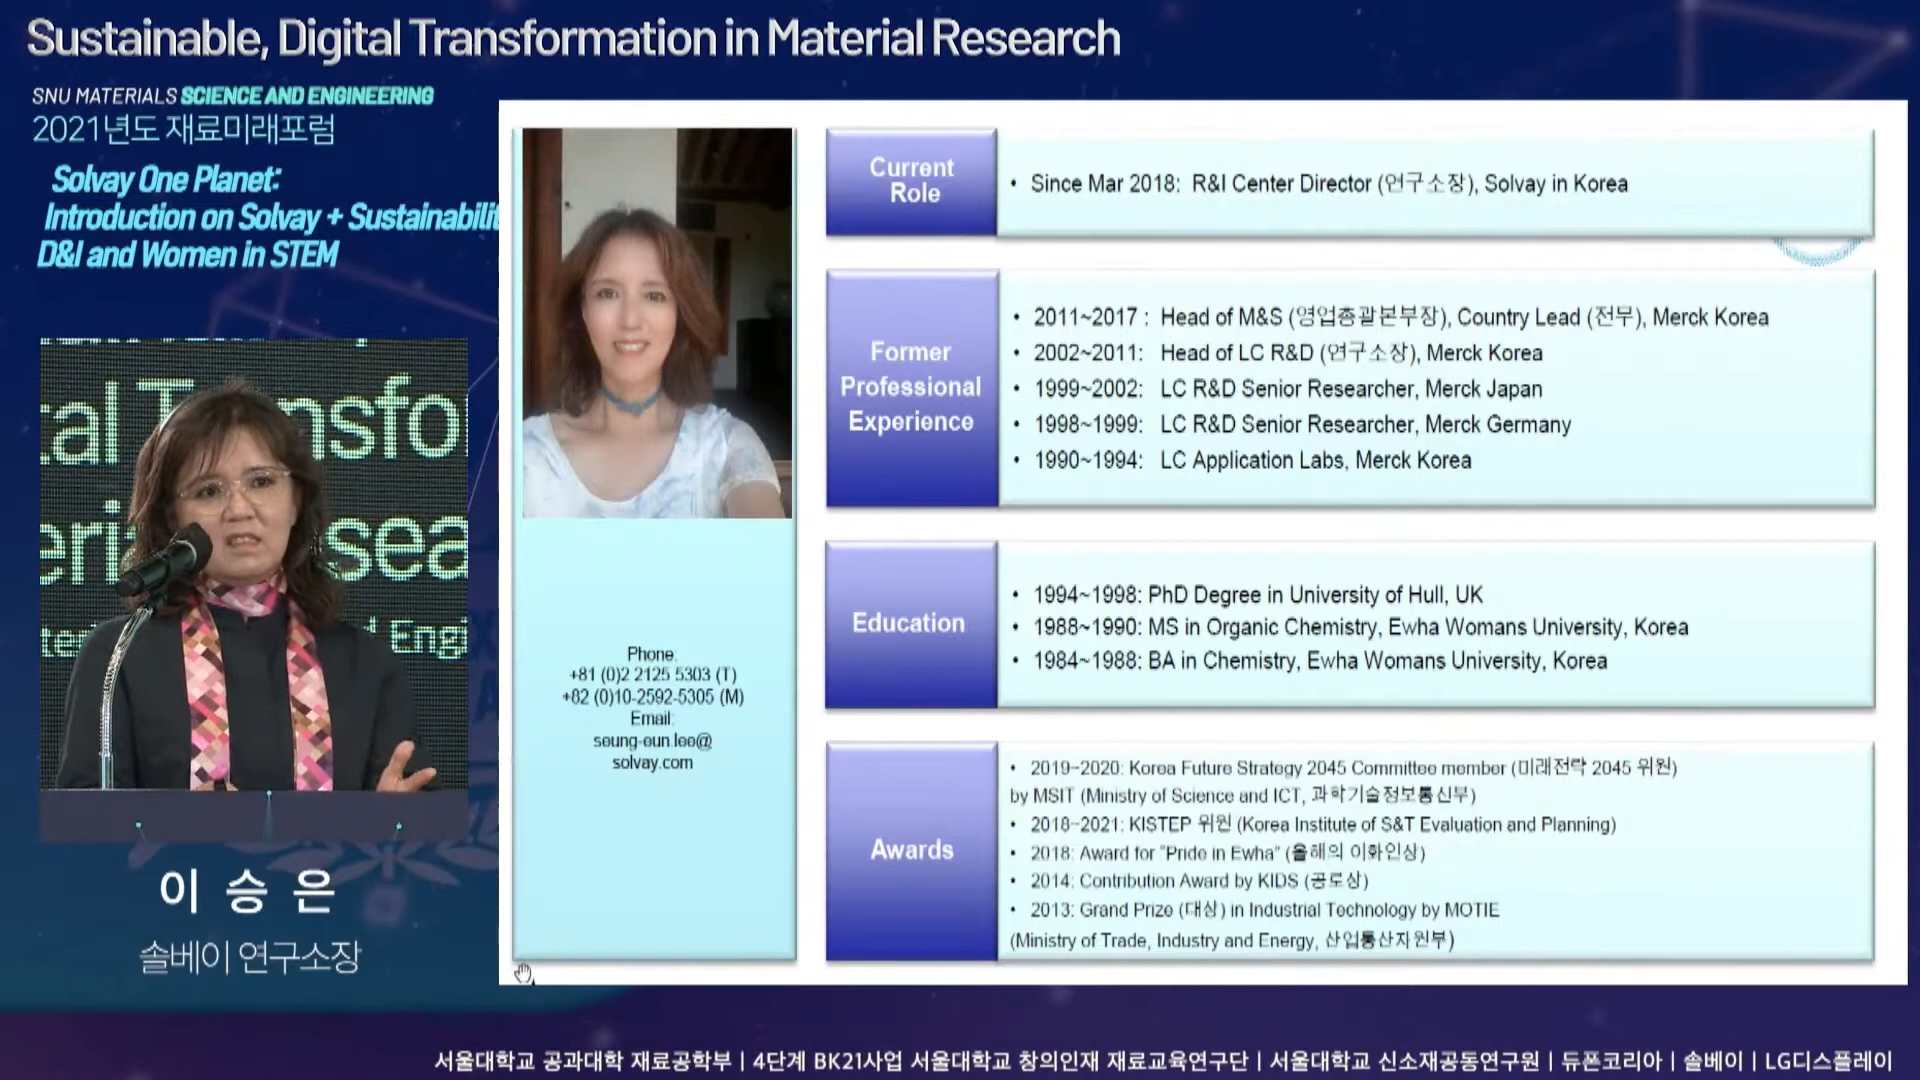 Sustainable, Digital Transformation in Material Research
SNU MATERIALS SCIENCE AND ENGINEERING
2021년도 재료미래포럼
Solvay One Planet:
Introduction on Solvay + Sustainabilit
D&I and Women in STEM
tal Transfo
eri sea
Engi
이 승 은
솔베이 연구소장
Phone:
+81 (0)2 2125 5303 (T)
+82 (0)10-2592-5305 (M)
Email:
seung-eun.lee@
solvay.com
Current
Role
• Since Mar 2018: R&I Center Director (연구소장), Solvay in Korea
Former
Professional
Experience
• 2011~2017 : Head of M&S (영업총괄본부장), Country Lead (전무), Merck Korea
• 2002~2011: Head of LC R&D (연구소장), Merck Korea
• 1999~2002: LC R&D Senior Researcher, Merck Japan
• 1998~1999: LC R&D Senior Researcher, Merck Germany
• 1990~1994: LC Application Labs, Merck Korea
Education
• 1994~1998: PhD Degree in University of Hull, UK
• 1988~1990: MS in Organic Chemistry, Ewha Womans University, Korea
• 1984~1988: BA in Chemistry, Ewha Womans University, Korea
Awards
• 2019~2020: Korea Future Strategy 2045 Committee member (미래전략 2045 위원)
by MSIT (Ministry of Science and ICT, 과학기술정보통신부)
• 2018~2021: KISTEP 위원 (Korea Institute of S&T Evaluation and Planning)
• 2018: Award for "Pride in Ewha" (올해의 이화인상)
• 2014: Contribution Award by KIDS (공로상)
• 2013: Grand Prize (대상) in Industrial Technology by MOTIE
(Ministry of Trade, Industry and Energy, 산업통산자원부)
서울대학교 공과대학 재료공학부 | 4단계 BK21사업 서울대학교 창의인재 재료교육연구단 | 서울대학교 신소재공동연구원 | 듀폰코리아 | 솔베이 | LG디스플레이